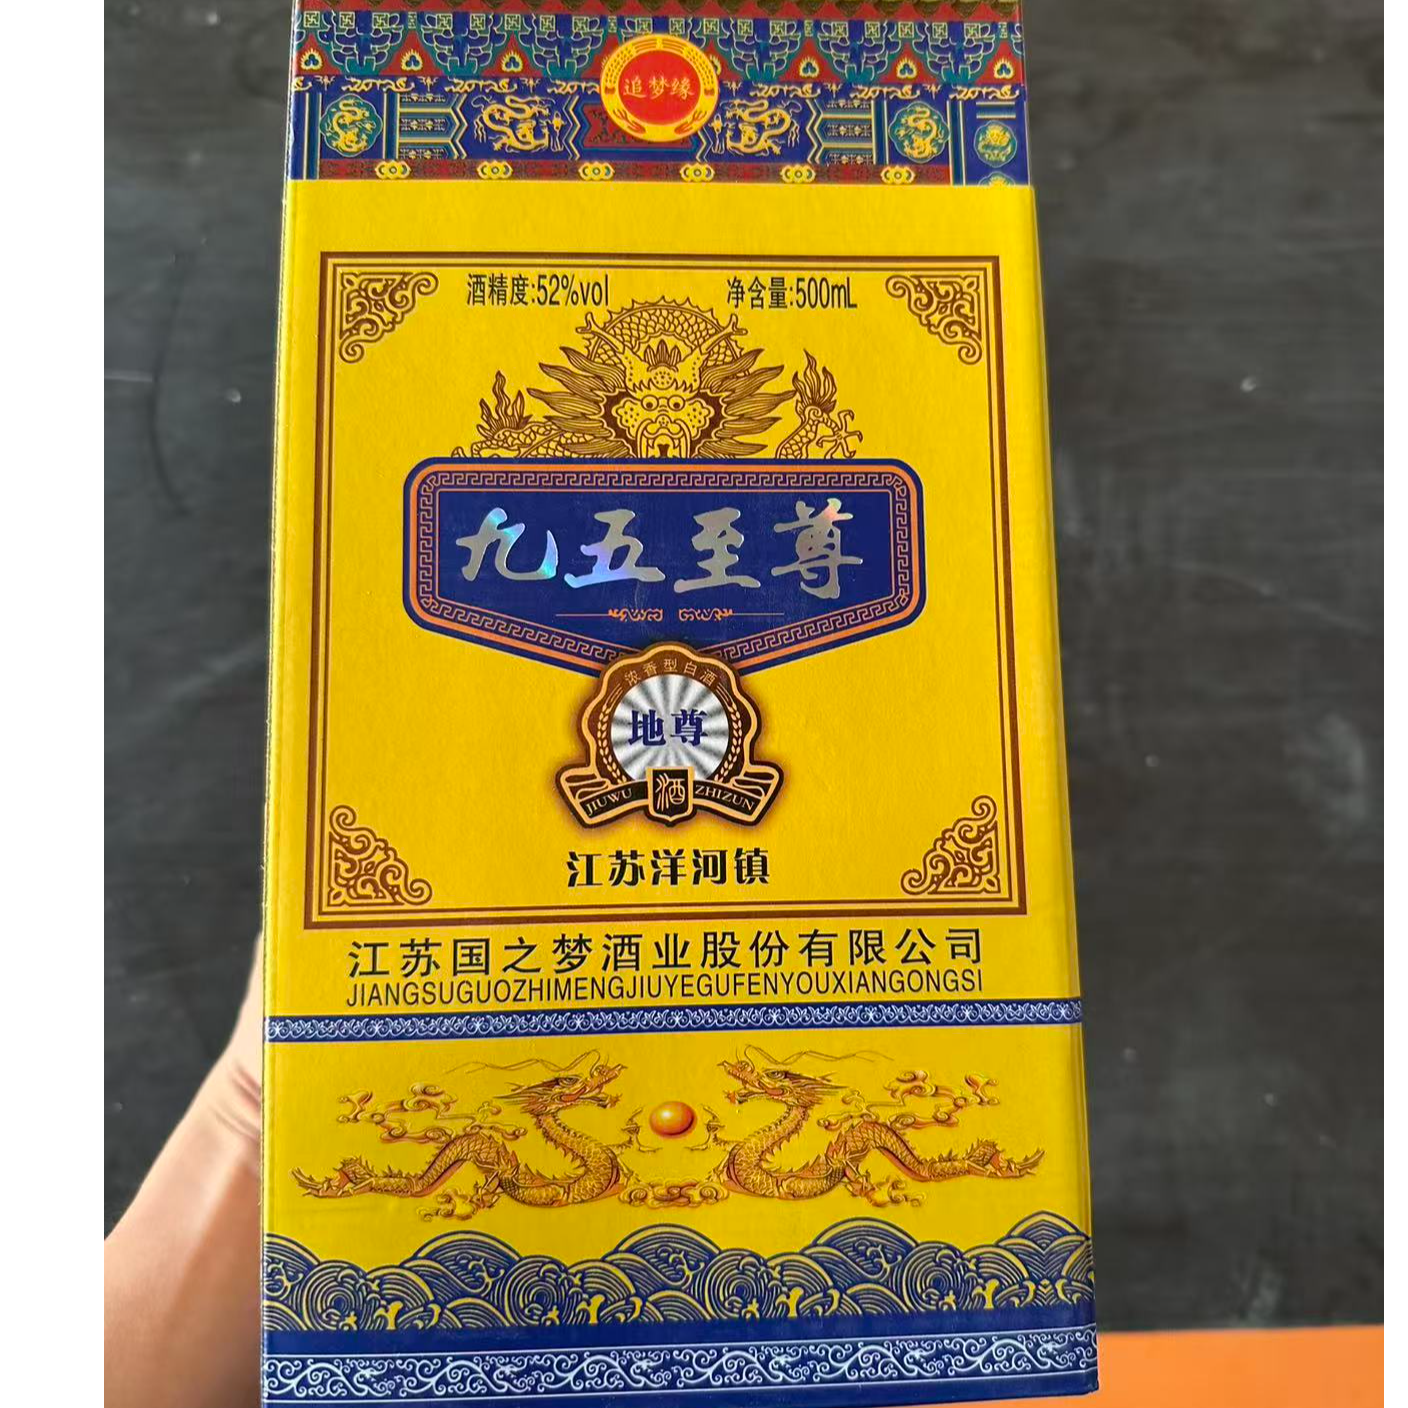 追梦缘
酒精度:52%vol 净含量:500mL
九五至尊
浓香型白酒
地尊
JIUWU 酒 ZHIZUN
江苏洋河镇
江苏国之梦酒业股份有限公司
JIANGSUGUOZHIMENGJIUYEGUFENYOUXIANGONGSI